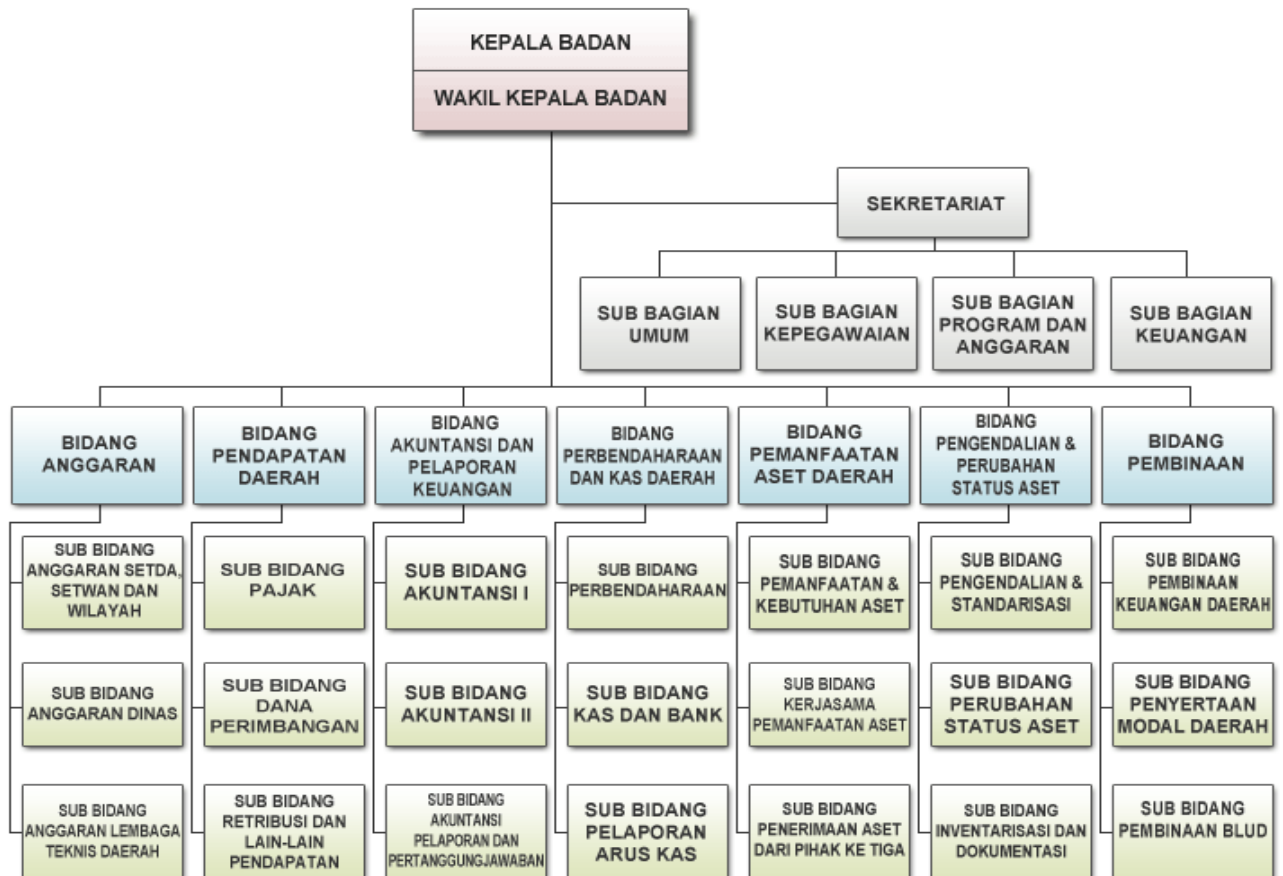 KEPALA BADAN
WAKIL KEPALA BADAN
SEKRETARIAT
SUB BAGIAN
UMUM
SUB BAGIAN
KEPEGAWAIAN
SUB BAGIAN
PROGRAM DAN
ANGGARAN
SUB BAGIAN
KEUANGAN
BIDANG
ANGGARAN
BIDANG
PENDAPATAN
DAERAH
BIDANG
AKUNTANSI DAN
PELAPORAN
KEUANGAN
BIDANG
PERBENDAHARAAN
DAN KAS DAERAH
BIDANG
PEMANFAATAN
ASET DAERAH
BIDANG
PENGENDALIAN &
PERUBAHAN
STATUS ASET
BIDANG
PEMBINAAN
SUB BIDANG
ANGGARAN SETDA,
SETWAN DAN
WILAYAH
SUB BIDANG
PAJAK
SUB BIDANG
AKUNTANSI I
SUB BIDANG
PERBENDAHARAAN
SUB BIDANG
PEMANFAATAN &
KEBUTUHAN ASET
SUB BIDANG
PENGENDALIAN &
STANDARISASI
SUB BIDANG
PEMBINAAN
KEUANGAN DAERAH
SUB BIDANG
ANGGARAN DINAS
SUB BIDANG
DANA
PERIMBANGAN
SUB BIDANG
AKUNTANSI II
SUB BIDANG
KAS DAN BANK
SUB BIDANG
KERJASAMA
PEMANFAATAN ASET
SUB BIDANG
PERUBAHAN
STATUS ASET
SUB BIDANG
PENYERTAAN
MODAL DAERAH
SUB BIDANG
ANGGARAN LEMBAGA
TEKNIS DAERAH
SUB BIDANG
RETRIBUSI DAN
LAIN-LAIN
PENDAPATAN
SUB BIDANG
AKUNTANSI
PELAPORAN DAN
PERTANGGUNGJAWABAN
SUB BIDANG
PELAPORAN
ARUS KAS
SUB BIDANG
PENERIMAAN ASET
DARI PIHAK KE TIGA
SUB BIDANG
INVENTARISASI DAN
DOKUMENTASI
SUB BIDANG
PEMBINAAN BLUD